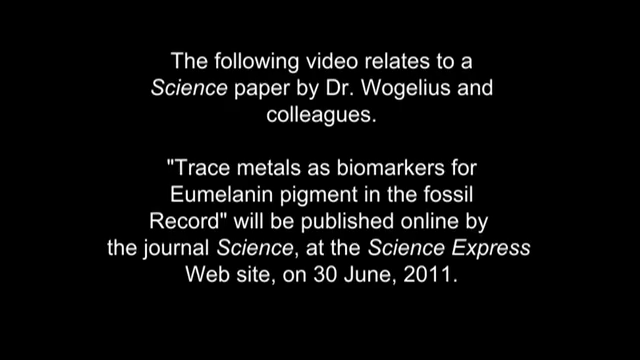 The following video relates to a
Science paper by Dr. Wogelius and
colleagues.
"Trace metals as biomarkers for
Eumelanin pigment in the fossil
Record" will be published online by
the journal Science, at the Science Express
Web site, on 30 June, 2011.